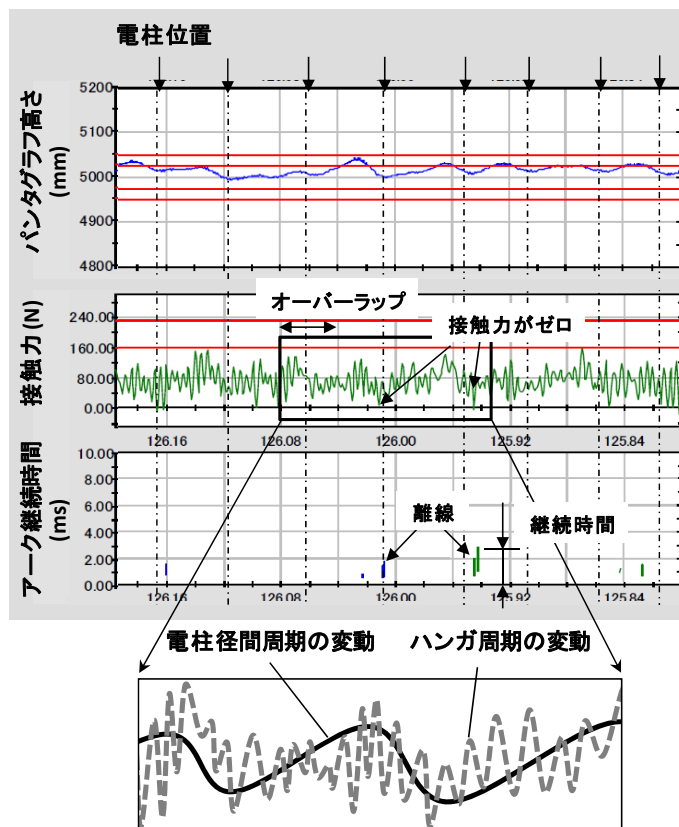 電柱位置
パンタグラフ高さ
(mm)
5200
5100
5000
4900
4800
オーバーラップ
接触力がゼロ
接触力 (N)
240.00
160.00
80.00
0.00
126.16
126.08
126.00
125.92
125.84
アーク継続時間
(ms)
10.00
8.00
6.00
4.00
2.00
0.00
離線
継続時間
126.16
126.08
126.00
125.92
125.84
電柱径間周期の変動
ハンガ周期の変動